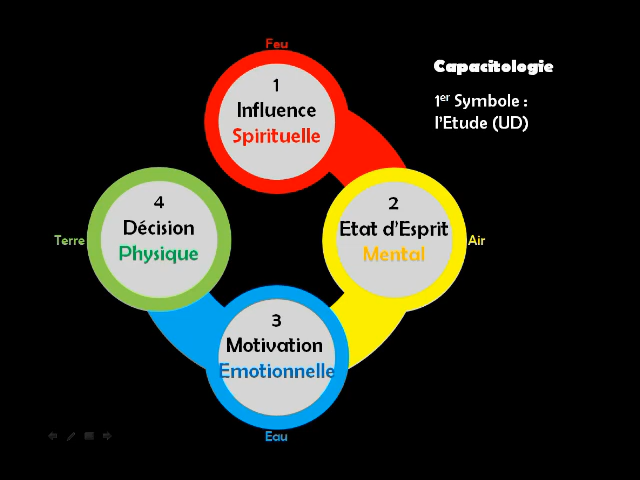 Feu
Capacitologie
1er Symbole :
l'Etude (UD)
1
Influence
Spirituelle
2
Etat d'Esprit
Mental
Air
4
Décision
Physique
Terre
3
Motivation
Emotionnelle
Eau